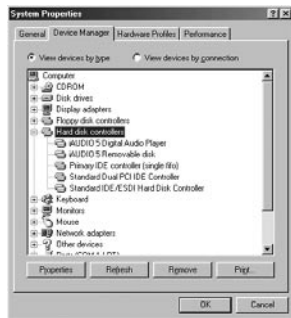 System Properties
General Device Manager Hardware Profiles Performance
View devices by type View devices by connection
Computer
CDROM
Disk drives
Display adapters
Floppy disk controllers
Hard disk controllers
iAUDIO 5 Digital Audio Player
iAUDIO 5 Removable disk
Primary IDE controller (single fifo)
Standard Dual PCI IDE Controller
Standard IDE/ESDI Hard Disk Controller
Keyboard
Monitors
Mouse
Network adapters
Other devices
Ports (COM & LPT)
Properties Refresh Remove Print...
OK Cancel